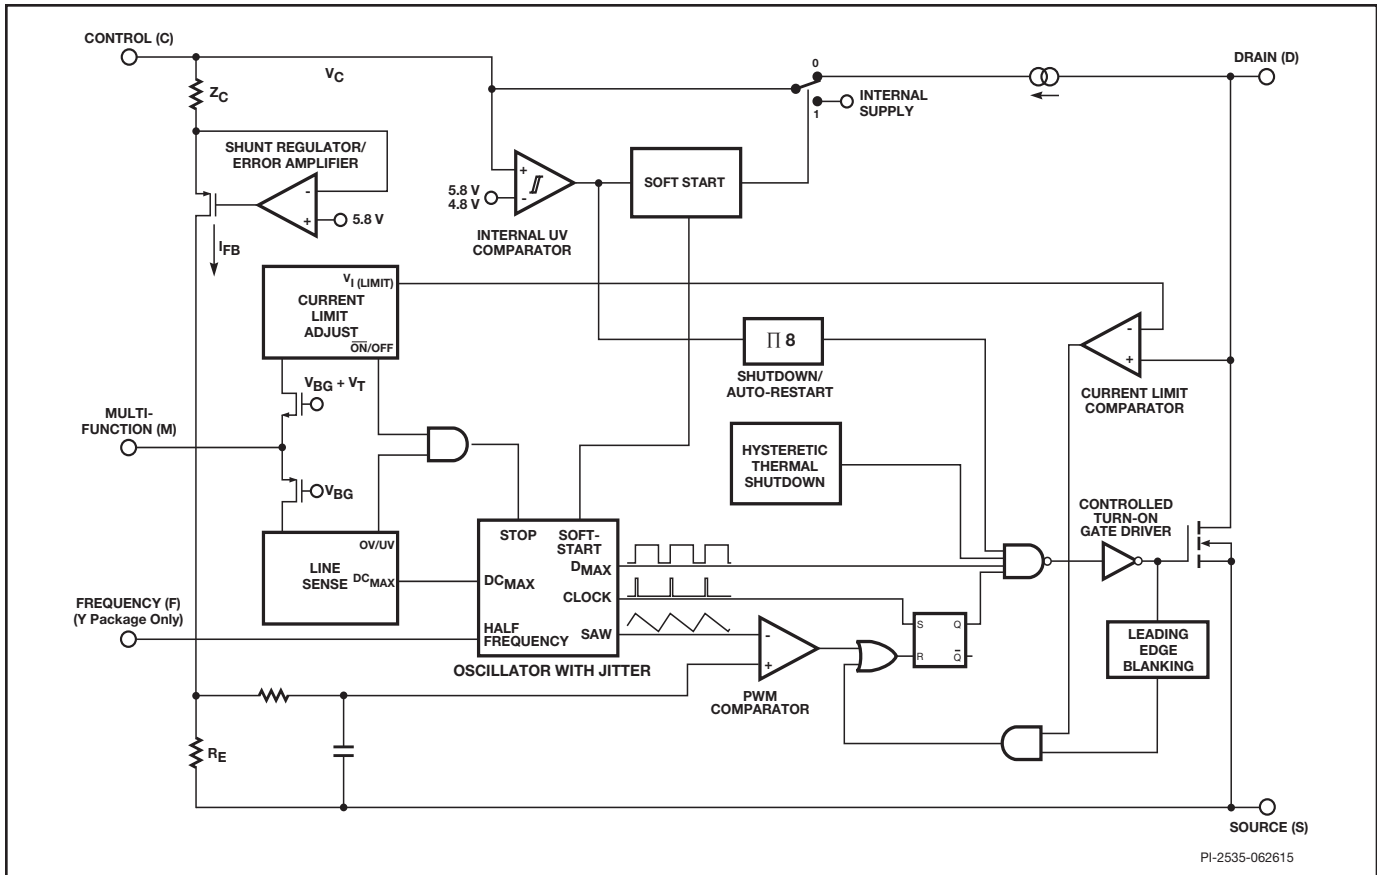 CONTROL (C)
V_C
Z_C
0
1
INTERNAL
SUPPLY
DRAIN (D)
SHUNT REGULATOR/
ERROR AMPLIFIER
-
+
5.8 V
I_FB
+
-
5.8 V
4.8 V
INTERNAL UV
COMPARATOR
SOFT START
V_I (LIMIT)
CURRENT
LIMIT
ADJUST
ON/OFF
V_BG + V_T
∏ 8
SHUTDOWN/
AUTO-RESTART
-
+
CURRENT LIMIT
COMPARATOR
MULTI-
FUNCTION (M)
V_BG
HYSTERETIC
THERMAL
SHUTDOWN
CONTROLLED
TURN-ON
GATE DRIVER
OV/UV
LINE
SENSE
DC_MAX
STOP
SOFT-
START
D_MAX
DC_MAX
CLOCK
HALF
FREQUENCY
SAW
OSCILLATOR WITH JITTER
FREQUENCY (F)
(Y Package Only)
-
+
PWM
COMPARATOR
S
Q
R
Q̅
LEADING
EDGE
BLANKING
R_E
SOURCE (S)
PI-2535-062615